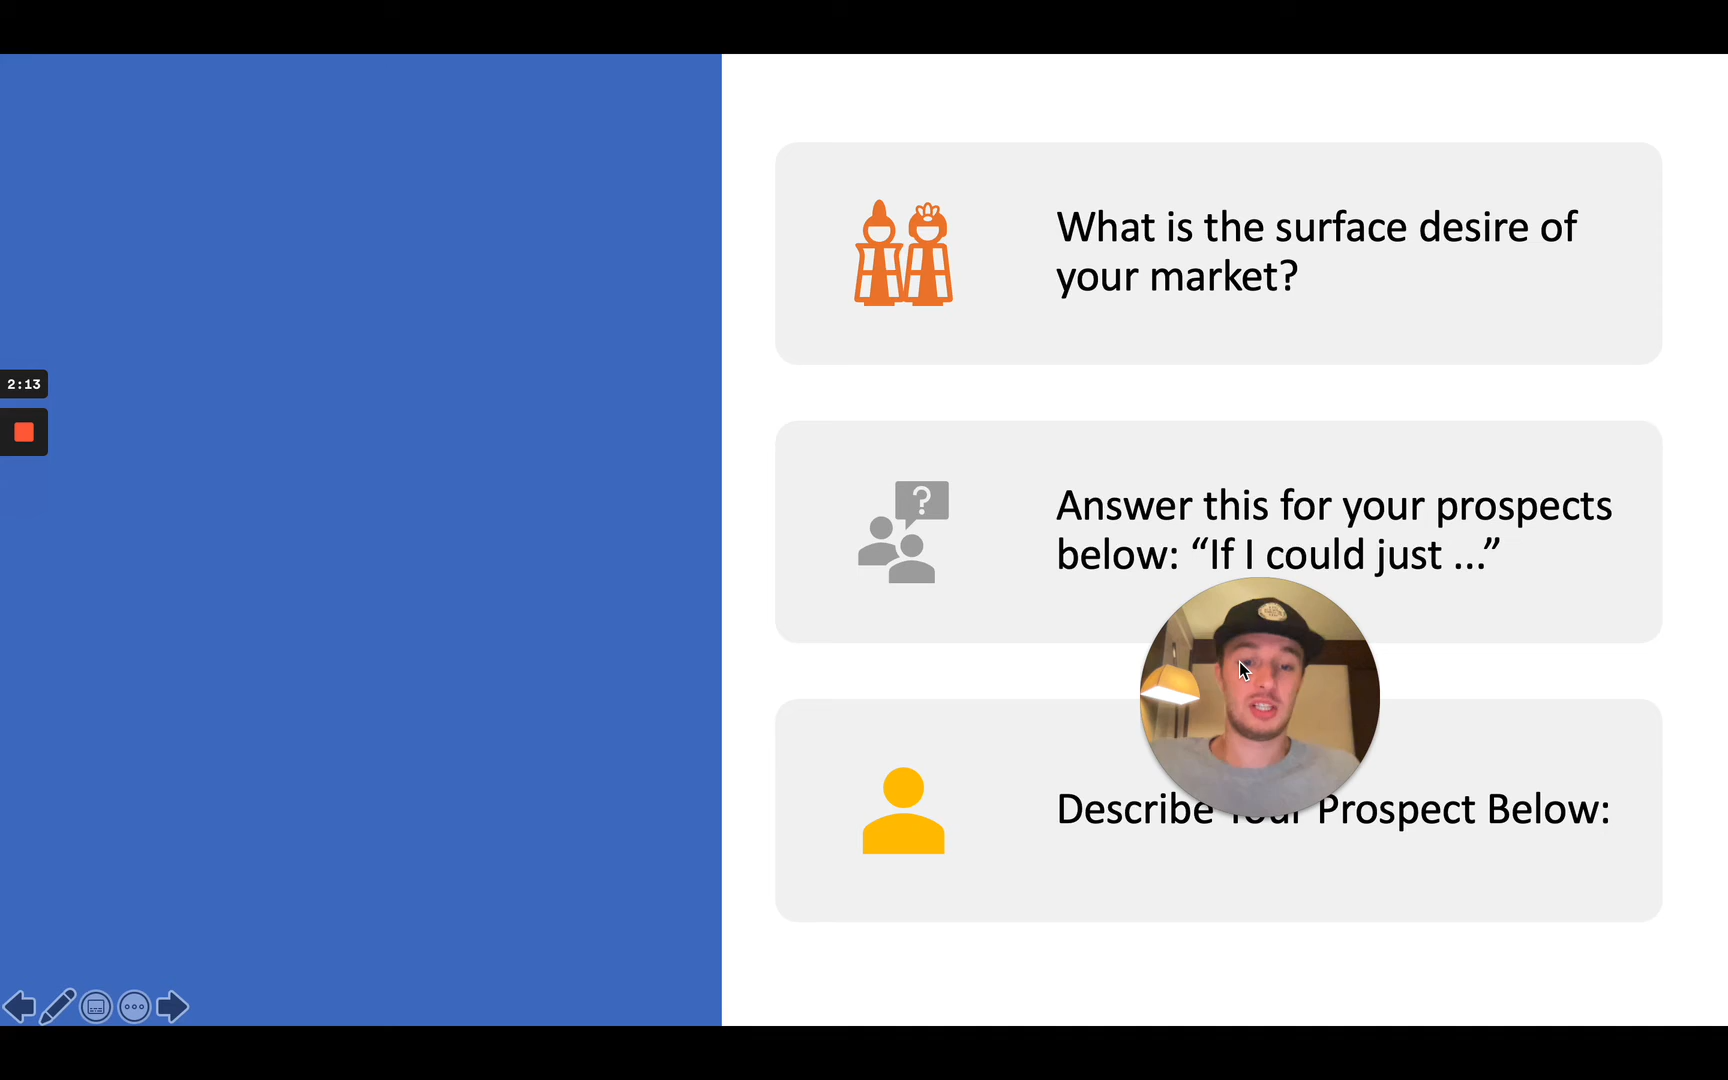 What is the surface desire of
your market?
2:13
?
Answer this for your prospects
below: “If I could just ...”
Describe Your Prospect Below: